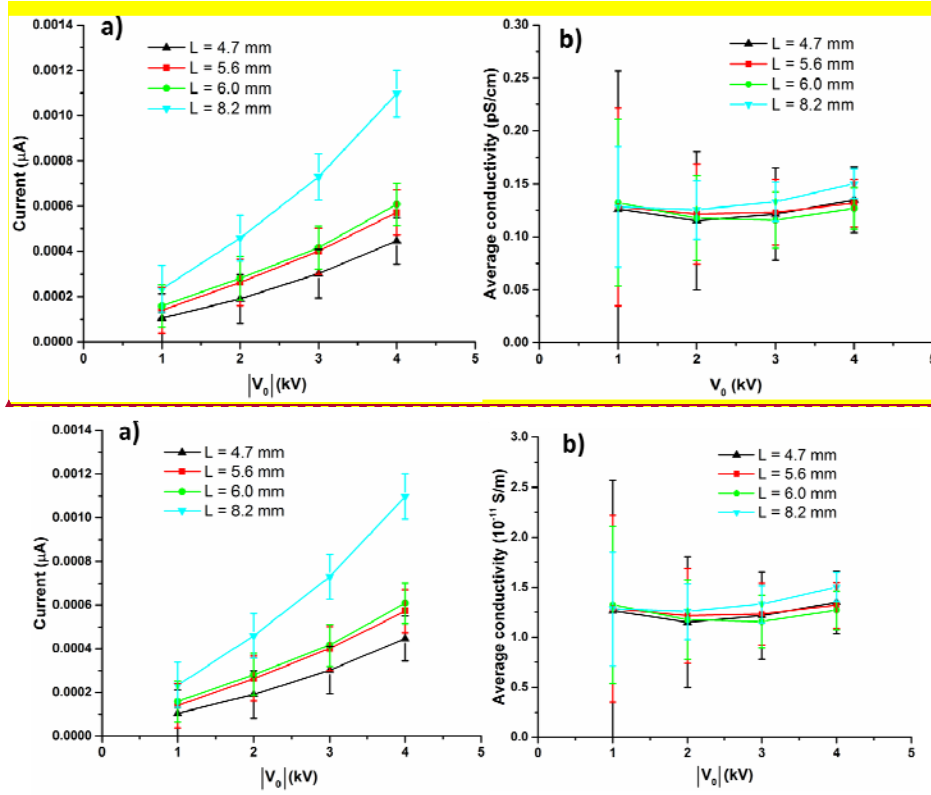 a)
L = 4.7 mm
L = 5.6 mm
L = 6.0 mm
L = 8.2 mm
0.0014
0.0012
0.0010
0.0008
0.0006
0.0004
0.0002
0.0000
Current (μA)
0 1 2 3 4 5
|V₀| (kV)
b)
L = 4.7 mm
L = 5.6 mm
L = 6.0 mm
L = 8.2 mm
0.30
0.25
0.20
0.15
0.10
0.05
0.00
Average conductivity (pS/cm)
0 1 2 3 4 5
V₀ (kV)
a)
L = 4.7 mm
L = 5.6 mm
L = 6.0 mm
L = 8.2 mm
0.0014
0.0012
0.0010
0.0008
0.0006
0.0004
0.0002
0.0000
Current (μA)
0 1 2 3 4 5
|V₀| (kV)
b)
L = 4.7 mm
L = 5.6 mm
L = 6.0 mm
L = 8.2 mm
3.0
2.5
2.0
1.5
1.0
0.5
0.0
Average conductivity (10⁻¹¹ S/m)
0 1 2 3 4 5
|V₀| (kV)